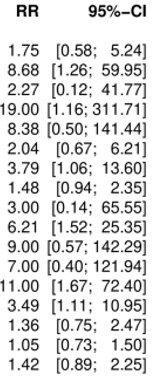 RR 95%−CI
1.75 [0.58; 5.24]
8.68 [1.26; 59.95]
2.27 [0.12; 41.77]
19.00 [1.16; 311.71]
8.38 [0.50; 141.44]
2.04 [0.67; 6.21]
3.79 [1.06; 13.60]
1.48 [0.94; 2.35]
3.00 [0.14; 65.55]
6.21 [1.52; 25.35]
9.00 [0.57; 142.29]
7.00 [0.40; 121.94]
11.00 [1.67; 72.40]
3.49 [1.11; 10.95]
1.36 [0.75; 2.47]
1.05 [0.73; 1.50]
1.42 [0.89; 2.25]